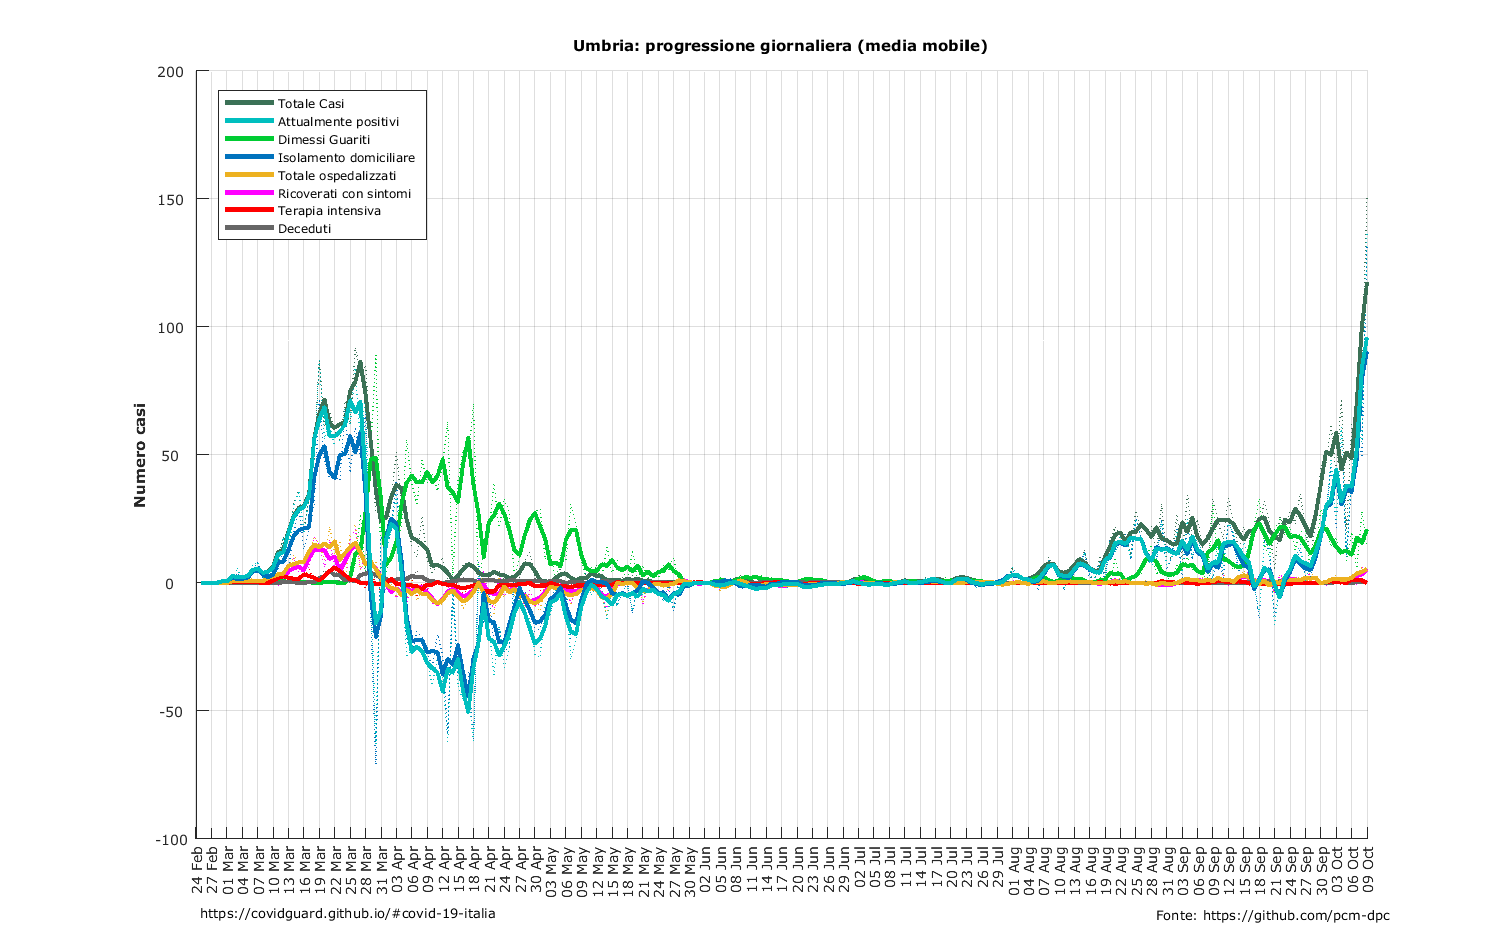 Umbria: progressione giornaliera (media mobile)
200
150
100
50
0
-50
-100
Numero casi
Totale Casi
Attualmente positivi
Dimessi Guariti
Isolamento domiciliare
Totale ospedalizzati
Ricoverati con sintomi
Terapia intensiva
Deceduti
24 Feb
27 Feb
01 Mar
04 Mar
07 Mar
10 Mar
13 Mar
16 Mar
19 Mar
22 Mar
25 Mar
28 Mar
31 Mar
03 Apr
06 Apr
09 Apr
12 Apr
15 Apr
18 Apr
21 Apr
24 Apr
27 Apr
30 Apr
03 May
06 May
09 May
12 May
15 May
18 May
21 May
24 May
27 May
30 May
02 Jun
05 Jun
08 Jun
11 Jun
14 Jun
17 Jun
20 Jun
23 Jun
26 Jun
29 Jun
02 Jul
05 Jul
08 Jul
11 Jul
14 Jul
17 Jul
20 Jul
23 Jul
26 Jul
29 Jul
01 Aug
04 Aug
07 Aug
10 Aug
13 Aug
16 Aug
19 Aug
22 Aug
25 Aug
28 Aug
31 Aug
03 Sep
06 Sep
09 Sep
12 Sep
15 Sep
18 Sep
21 Sep
24 Sep
27 Sep
30 Sep
03 Oct
06 Oct
09 Oct
https://covidguard.github.io/#covid-19-italia
Fonte: https://github.com/pcm-dpc